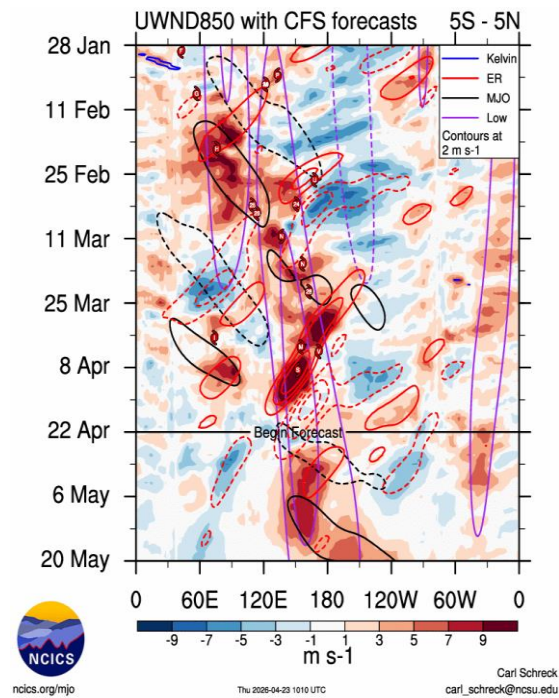 UWND850 with CFS forecasts 5S - 5N
28 Jan
11 Feb
25 Feb
11 Mar
25 Mar
8 Apr
22 Apr
6 May
20 May
Kelvin
ER
MJO
Low
Contours at
2 m s-1
Begin Forecast
0 60E 120E 180 120W 60W 0
-9 -7 -5 -3 -1 1 3 5 7 9
m s-1
NCICS
ncics.org/mjo
Thu 2026-04-23 1010 UTC
Carl Schreck
carl_schreck@ncsu.edu